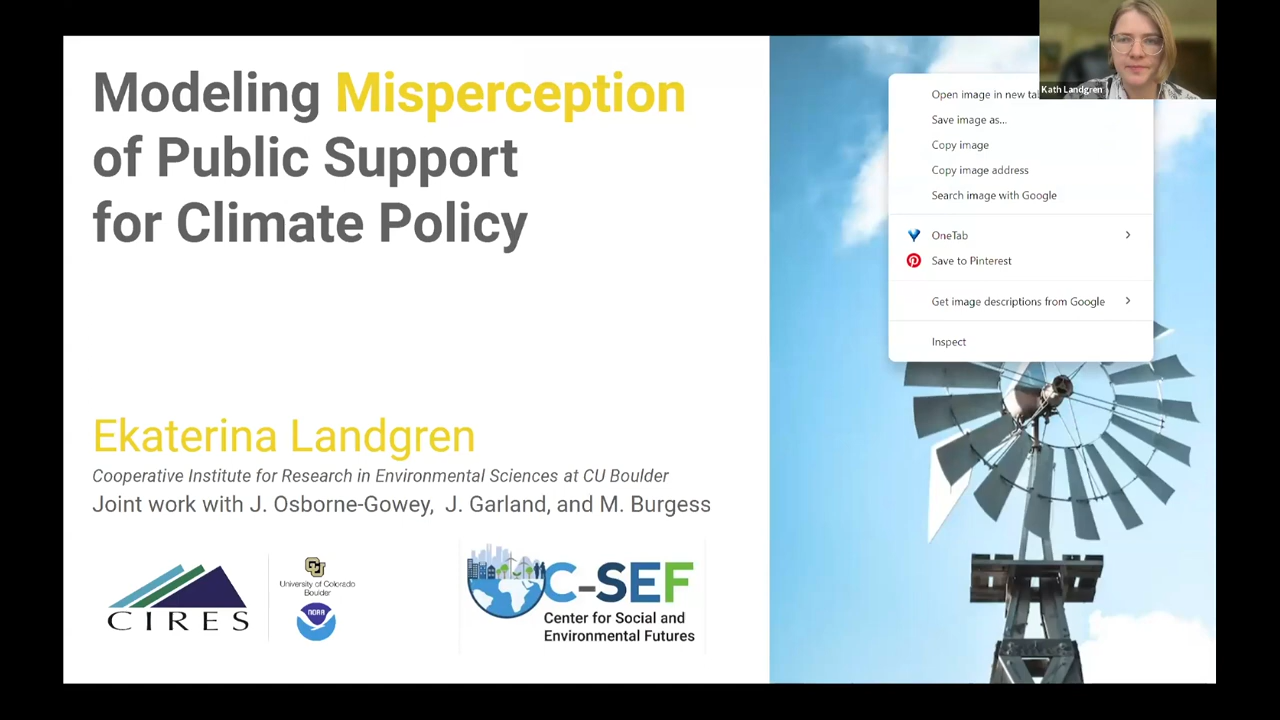 Modeling Misperception
of Public Support
for Climate Policy
Ekaterina Landgren
Cooperative Institute for Research in Environmental Sciences at CU Boulder
Joint work with J. Osborne-Gowey, J. Garland, and M. Burgess
CIRES
CU
University of Colorado
Boulder
NOAA
C-SEF
Center for Social and
Environmental Futures
Kath Landgren
Open image in new ta
Save image as...
Copy image
Copy image address
Search image with Google
OneTab
Save to Pinterest
Get image descriptions from Google
Inspect